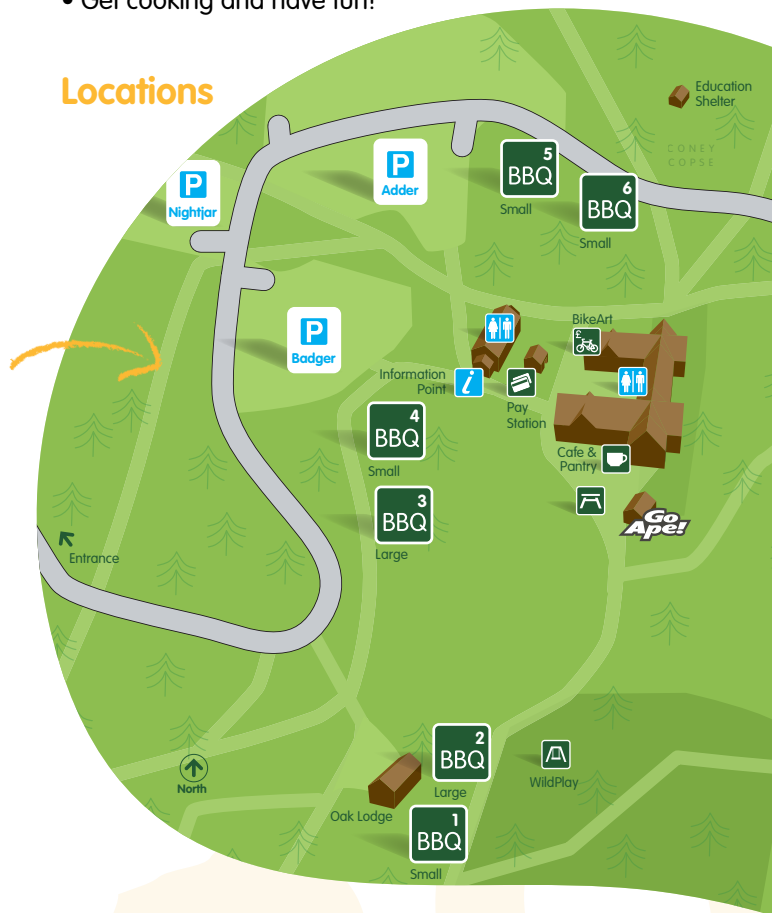 • Get cooking and have fun!
Locations
Education
Shelter
CONEY
COPSE
P
Nightjar
P
Adder
5
BBQ
Small
6
BBQ
Small
P
Badger
BikeArt
£
Information
Point
i
Pay
Station
4
BBQ
Small
Cafe &
Pantry
3
BBQ
Large
Go
Ape!
Entrance
North
2
BBQ
Large
WildPlay
Oak Lodge
1
BBQ
Small